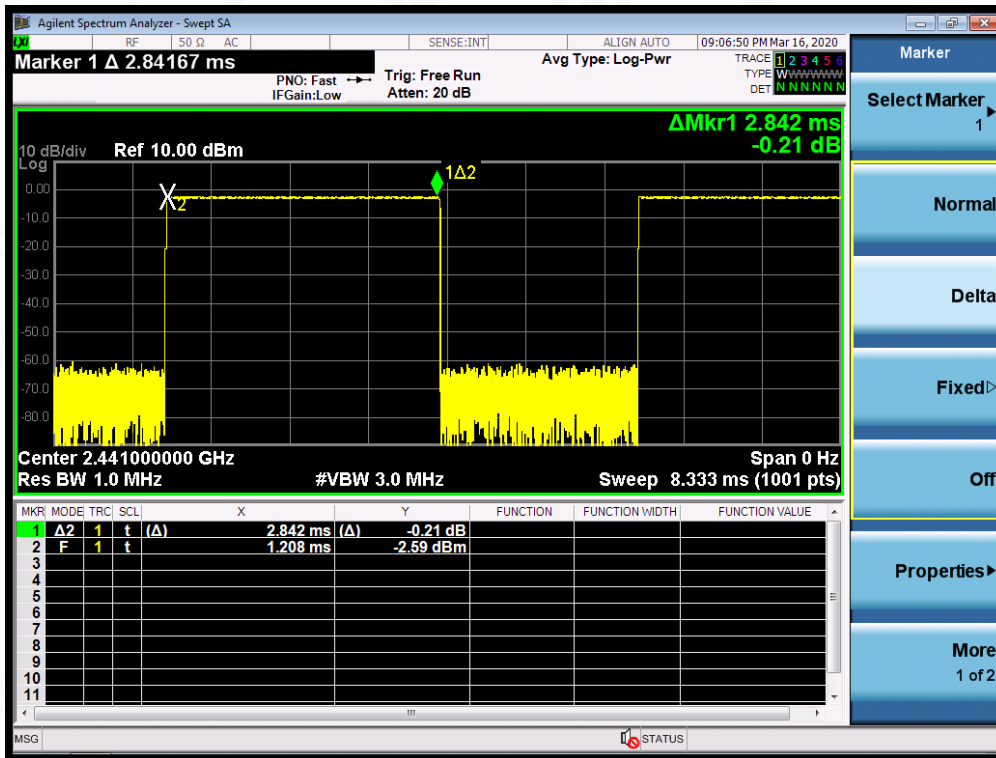 Agilent Spectrum Analyzer - Swept SA
LXI RF 50 Ω AC SENSE:INT ALIGN AUTO 09:06:50 PM Mar 16, 2020
Marker 1 Δ 2.84167 ms
PNO: Fast Trig: Free Run Avg Type: Log-Pwr TRACE 1 2 3 4 5 6
IFGain:Low Atten: 20 dB TYPE WWWWWW
DET N N N N N N
ΔMkr1 2.842 ms
10 dB/div Ref 10.00 dBm -0.21 dB
Log
1Δ2
0.00
X2
-10.0
-20.0
-30.0
-40.0
-50.0
-60.0
-70.0
-80.0
Center 2.441000000 GHz Span 0 Hz
Res BW 1.0 MHz #VBW 3.0 MHz Sweep 8.333 ms (1001 pts)
MKR MODE TRC SCL X Y FUNCTION FUNCTION WIDTH FUNCTION VALUE
1 Δ2 1 t (Δ) 2.842 ms (Δ) -0.21 dB
2 F 1 t 1.208 ms -2.59 dBm
3
4
5
6
7
8
9
10
11
MSG STATUS
Marker
Select Marker
1
Normal
Delta
Fixed
Off
Properties
More
1 of 2